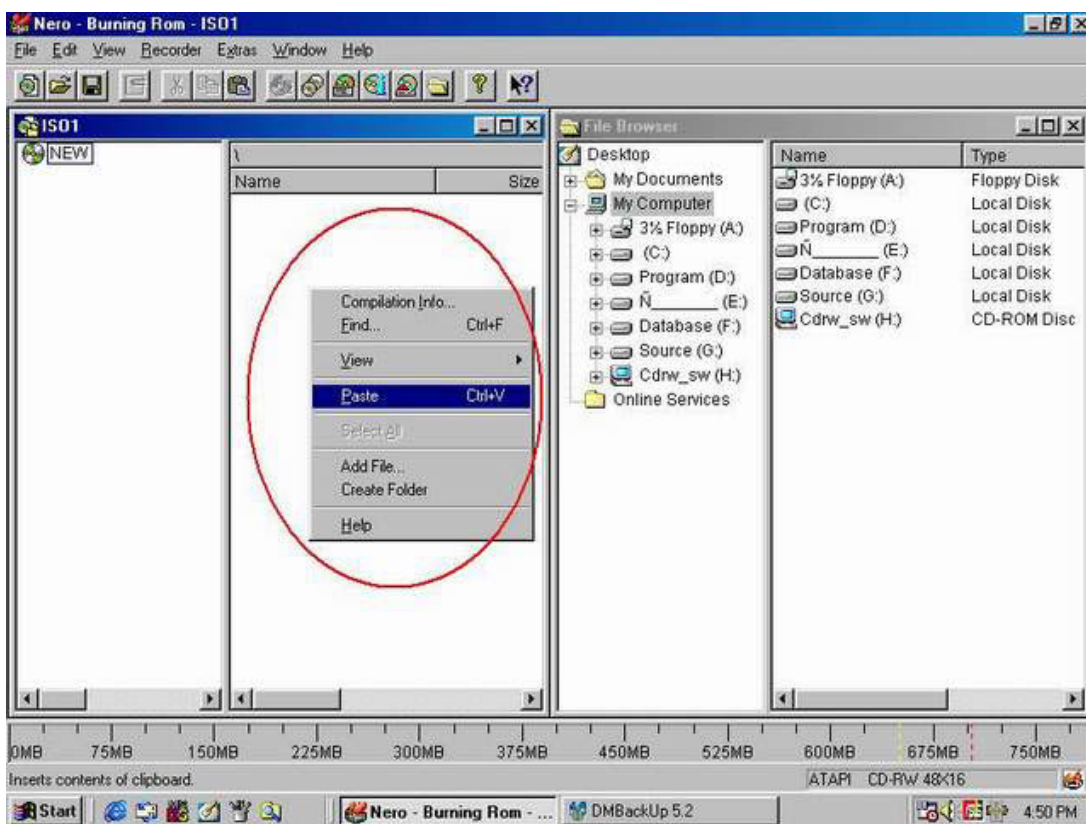 Nero - Burning Rom - ISO1
File Edit View Recorder Extras Window Help
ISO1
NEW
\
Name Size
Compilation Info...
Find... Ctrl+F
View
Paste Ctrl+V
Select All
Add File...
Create Folder
Help
File Browser
Desktop
My Documents
My Computer
3½ Floppy (A:)
(C:)
Program (D:)
Ñ_______ (E:)
Database (F:)
Source (G:)
Cdrw_sw (H:)
Online Services
Name Type
3½ Floppy (A:) Floppy Disk
(C:) Local Disk
Program (D:) Local Disk
Ñ_______ (E:) Local Disk
Database (F:) Local Disk
Source (G:) Local Disk
Cdrw_sw (H:) CD-ROM Disc
0MB 75MB 150MB 225MB 300MB 375MB 450MB 525MB 600MB 675MB 750MB
Inserts contents of clipboard. ATAPI CD-RW 48X16
Start Nero - Burning Rom - ... DMBackUp 5.2 4:50 PM